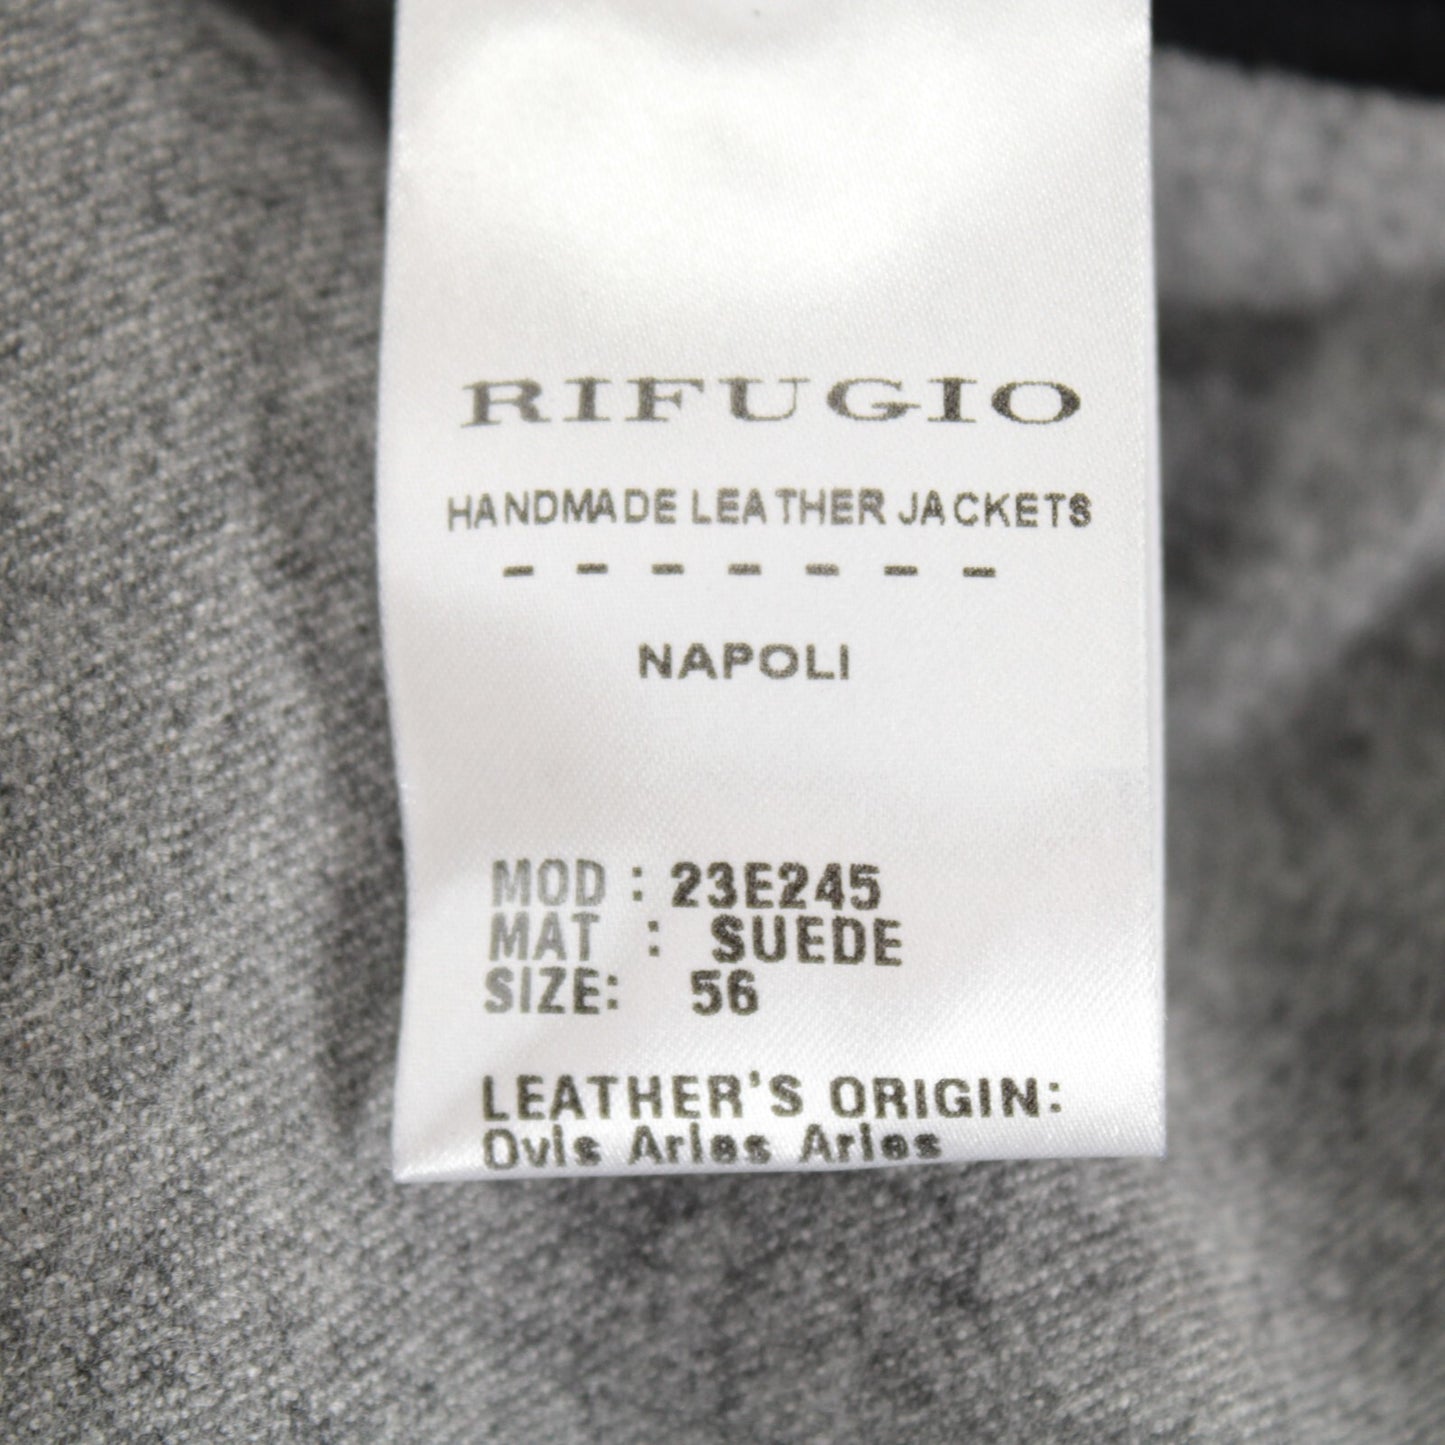 RIFUGIO
HANDMADE LEATHER JACKETS
- - - - - - -
NAPOLI
MOD : 23E245
MAT : SUEDE
SIZE: 56
LEATHER'S ORIGIN:
Ovis Aries Aries